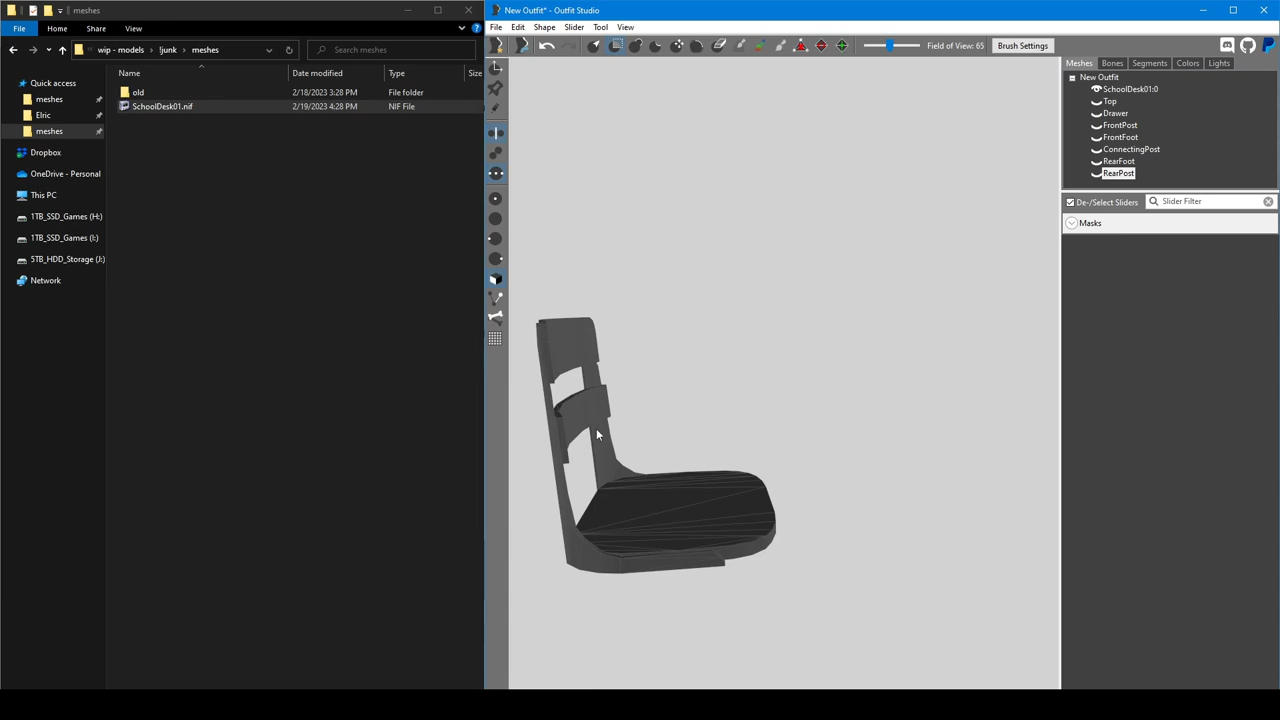 meshes
File
Home
Share
View
wip - models
!junk
meshes
Search meshes
Name
Date modified
Type
Size
Quick access
meshes
Elric
meshes
Dropbox
OneDrive - Personal
This PC
1TB_SSD_Games (H:)
1TB_SSD_Games (I:)
5TB_HDD_Storage (J:)
Network
old
2/18/2023 3:28 PM
File folder
SchoolDesk01.nif
2/19/2023 4:28 PM
NIF File
New Outfit* - Outfit Studio
File
Edit
Shape
Slider
Tool
View
Field of View: 65
Brush Settings
Meshes
Bones
Segments
Colors
Lights
New Outfit
SchoolDesk01:0
Top
Drawer
FrontPost
FrontFoot
ConnectingPost
RearFoot
RearPost
De-/Select Sliders
Slider Filter
Masks